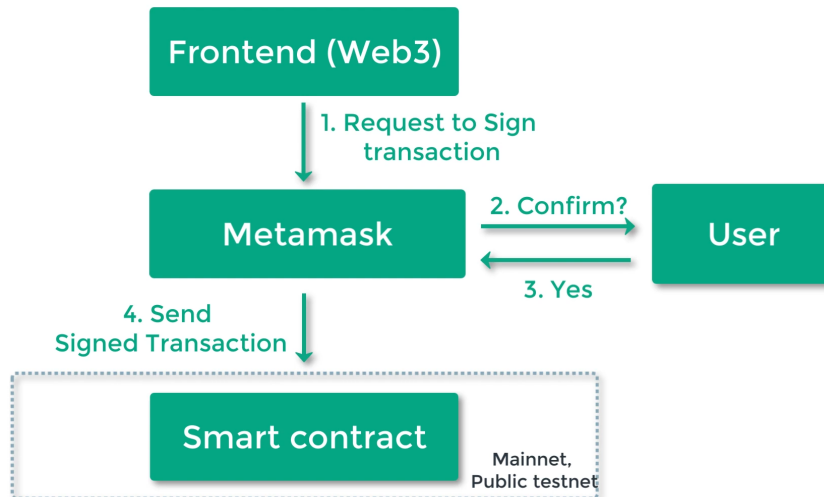 Frontend (Web3)
1. Request to Sign
transaction
Metamask
2. Confirm?
User
3. Yes
4. Send
Signed Transaction
Smart contract
Mainnet,
Public testnet